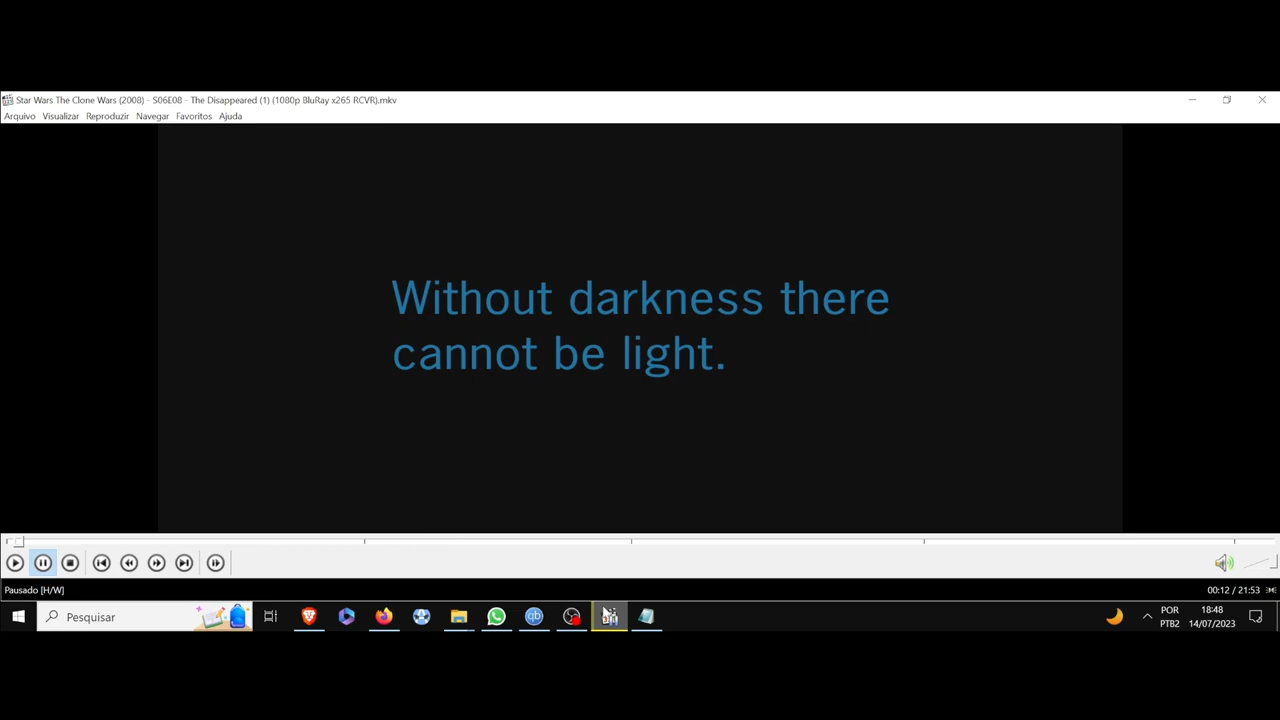 Star Wars The Clone Wars (2008) - S06E08 - The Disappeared (1) (1080p BluRay x265 RCVR).mkv
Arquivo Visualizar Reproduzir Navegar Favoritos Ajuda
Without darkness there
cannot be light.
Pausado [H/W]
00:12 / 21:53
Pesquisar
qb
POR
PTB2
18:48
14/07/2023